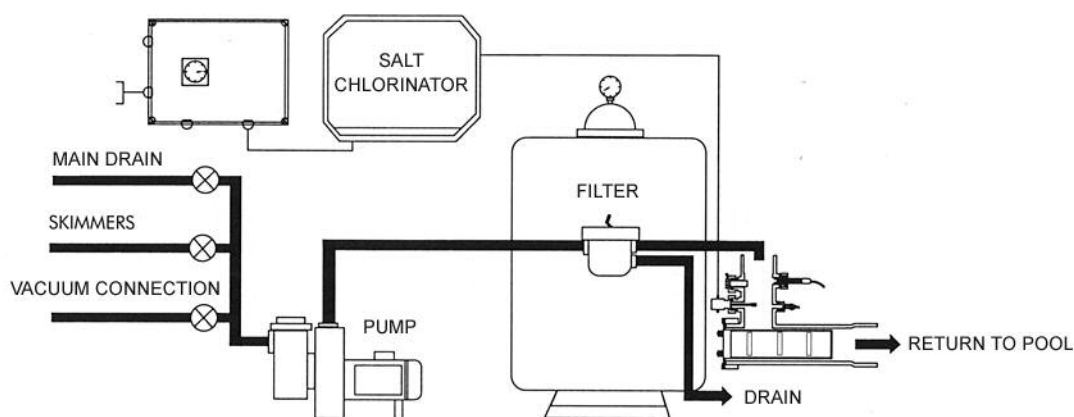 SALT
CHLORINATOR
MAIN DRAIN
FILTER
SKIMMERS
VACUUM CONNECTION
PUMP
RETURN TO POOL
DRAIN